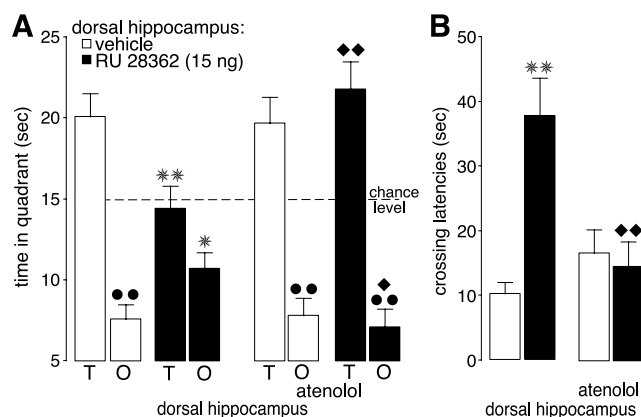 A
dorsal hippocampus:
vehicle
RU 28362 (15 ng)
25
20
15
10
5
time in quadrant (sec)
chance
level
**
*
T O T O T O T O
atenolol
dorsal hippocampus
B
50
40
30
20
10
0
crossing latencies (sec)
**
atenolol
dorsal hippocampus